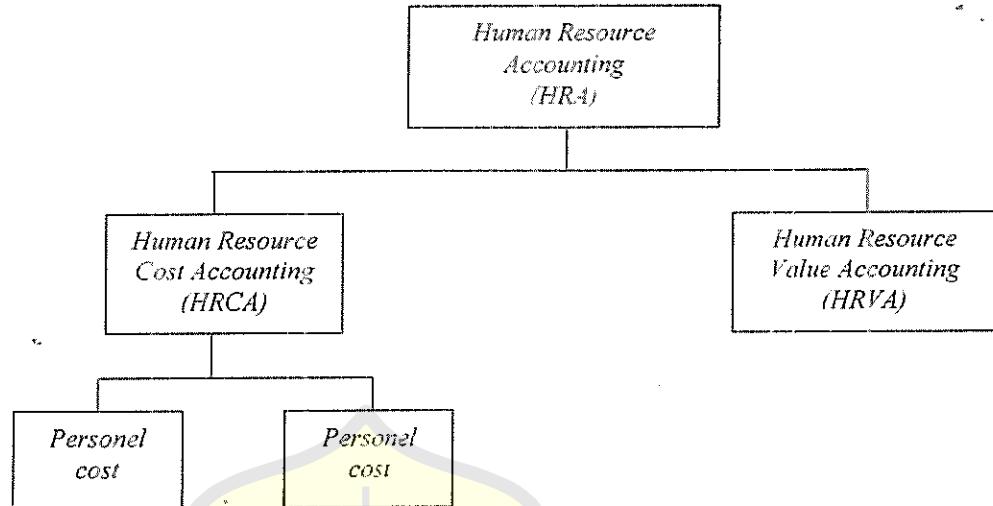 Human Resource
Accounting
(HRA)
Human Resource
Cost Accounting
(HRCA)
Human Resource
Value Accounting
(HRVA)
Personel
cost
Personel
cost